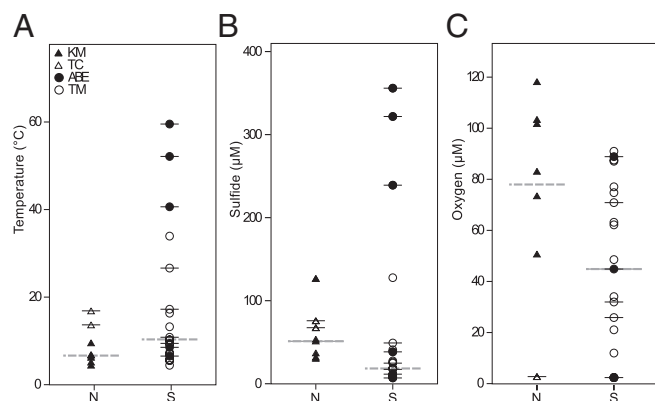 A
▲ KM
△ TC
● ABE
○ TM
Temperature (°C)
60
40
20
0
N S
B
Sulfide (µM)
400
300
200
100
0
N S
C
Oxygen (µM)
120
100
80
60
40
20
0
N S